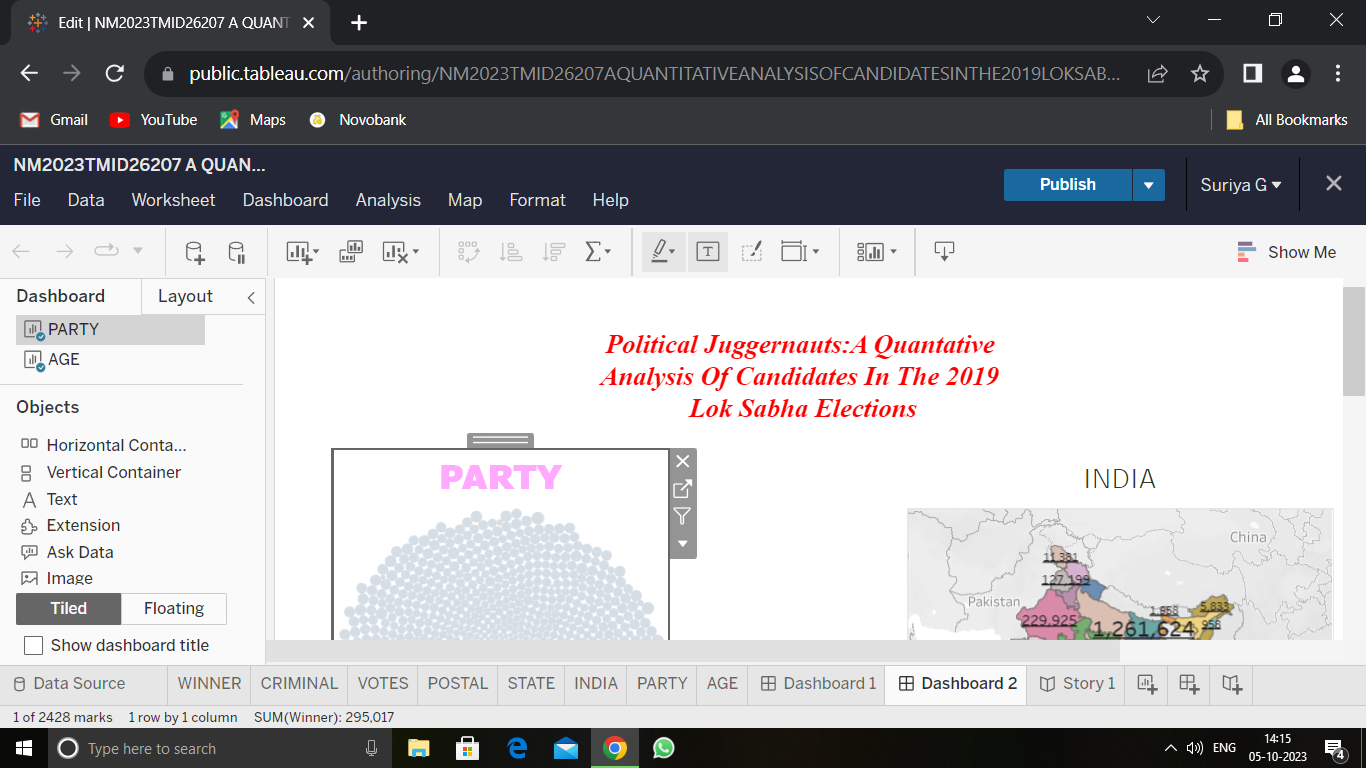 Edit | NM2023TMID26207 A QUANT
public.tableau.com/authoring/NM2023TMID26207AQUANTITATIVEANALYSISOFCANDIDATESINTHE2019LOKSAB...
Gmail YouTube Maps Novobank All Bookmarks
NM2023TMID26207 A QUAN...
Publish Suriya G
File Data Worksheet Dashboard Analysis Map Format Help
Show Me
Dashboard Layout
PARTY
AGE
Objects
Horizontal Conta...
Vertical Container
Text
Extension
Ask Data
Image
Tiled Floating
Show dashboard title
Political Juggernauts:A Quantative
Analysis Of Candidates In The 2019
Lok Sabha Elections
PARTY
INDIA
China
11,381
127,199
Pakistan
1,958 5,833
229,925 1,261,624 958
Data Source WINNER CRIMINAL VOTES POSTAL STATE INDIA PARTY AGE Dashboard 1 Dashboard 2 Story 1
1 of 2428 marks 1 row by 1 column SUM(Winner): 295,017
Type here to search
ENG
14:15
05-10-2023
4